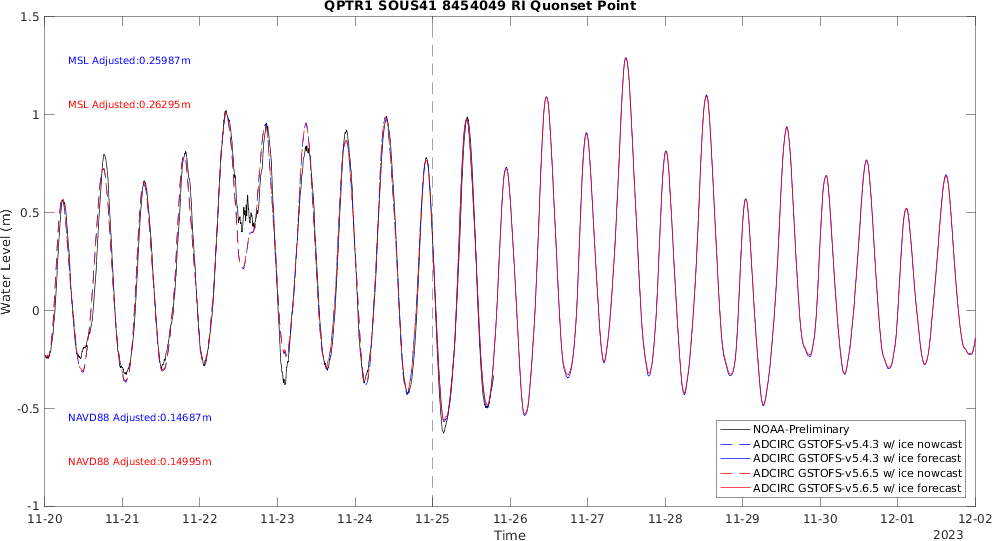 QPTR1 SOUS41 8454049 RI Quonset Point
1.5
MSL Adjusted:0.25987m
MSL Adjusted:0.26295m
1
0.5
Water Level (m)
0
-0.5
NAVD88 Adjusted:0.14687m
NAVD88 Adjusted:0.14995m
-1
NOAA-Preliminary
ADCIRC GSTOFS-v5.4.3 w/ ice nowcast
ADCIRC GSTOFS-v5.4.3 w/ ice forecast
ADCIRC GSTOFS-v5.6.5 w/ ice nowcast
ADCIRC GSTOFS-v5.6.5 w/ ice forecast
11-20 11-21 11-22 11-23 11-24 11-25 11-26 11-27 11-28 11-29 11-30 12-01 12-02
Time
2023